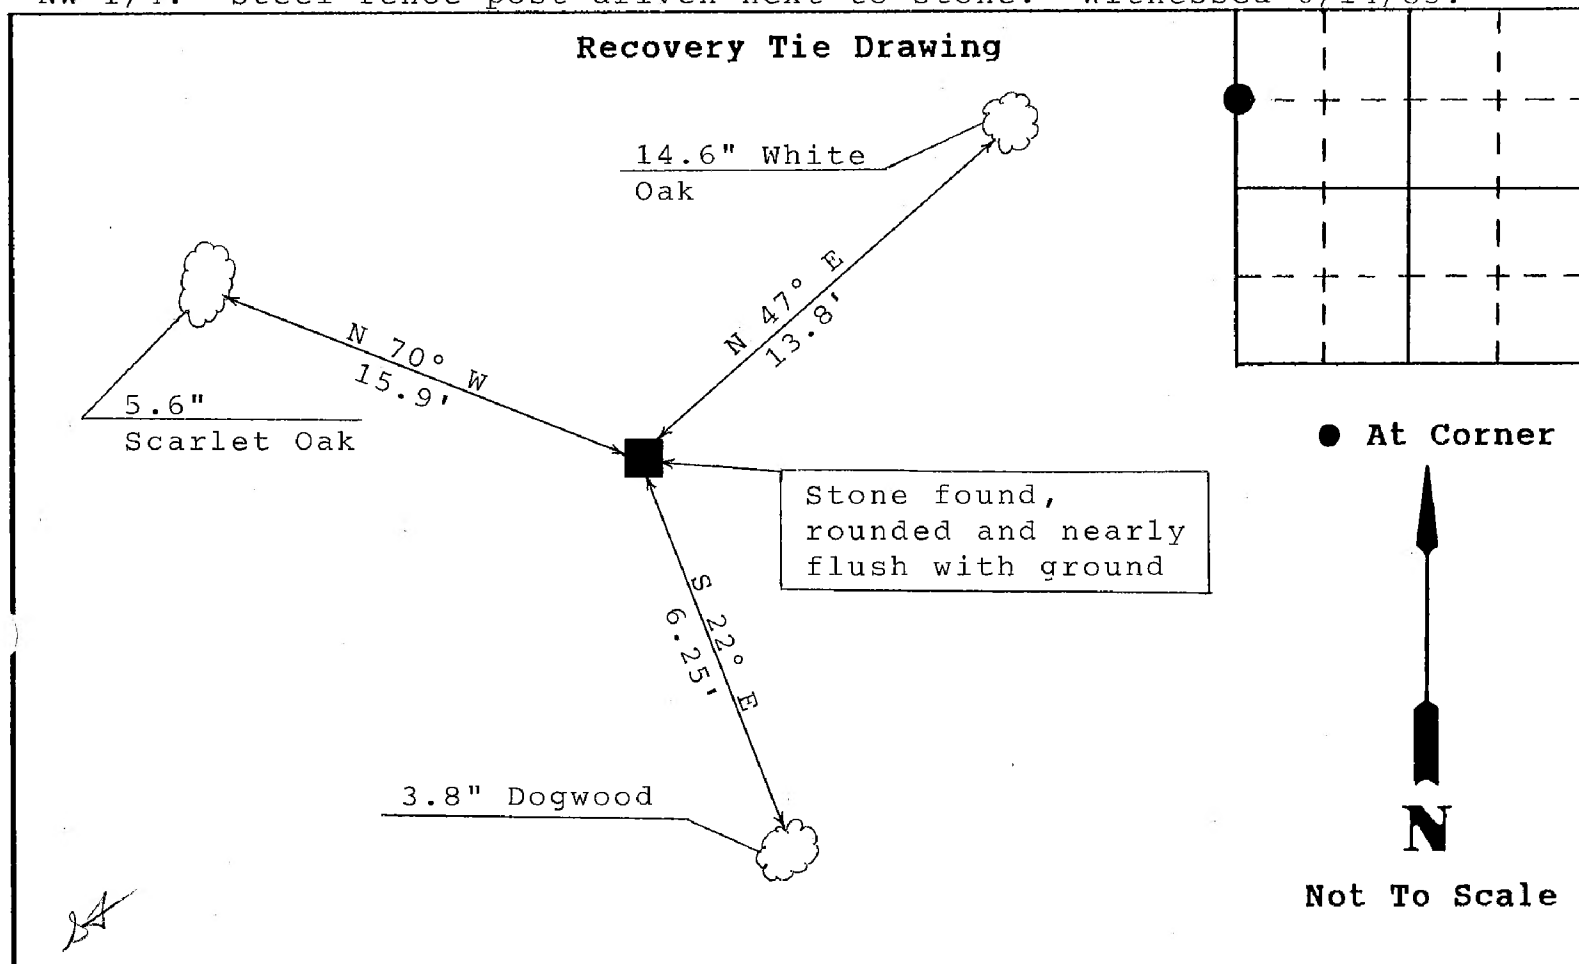 Recovery Tie Drawing
14.6" White
Oak
N 47° E
13.8'
N 70° W
15.9'
5.6"
Scarlet Oak
● At Corner
Stone found,
rounded and nearly
flush with ground
S 22° E
6.25'
3.8" Dogwood
N
Not To Scale